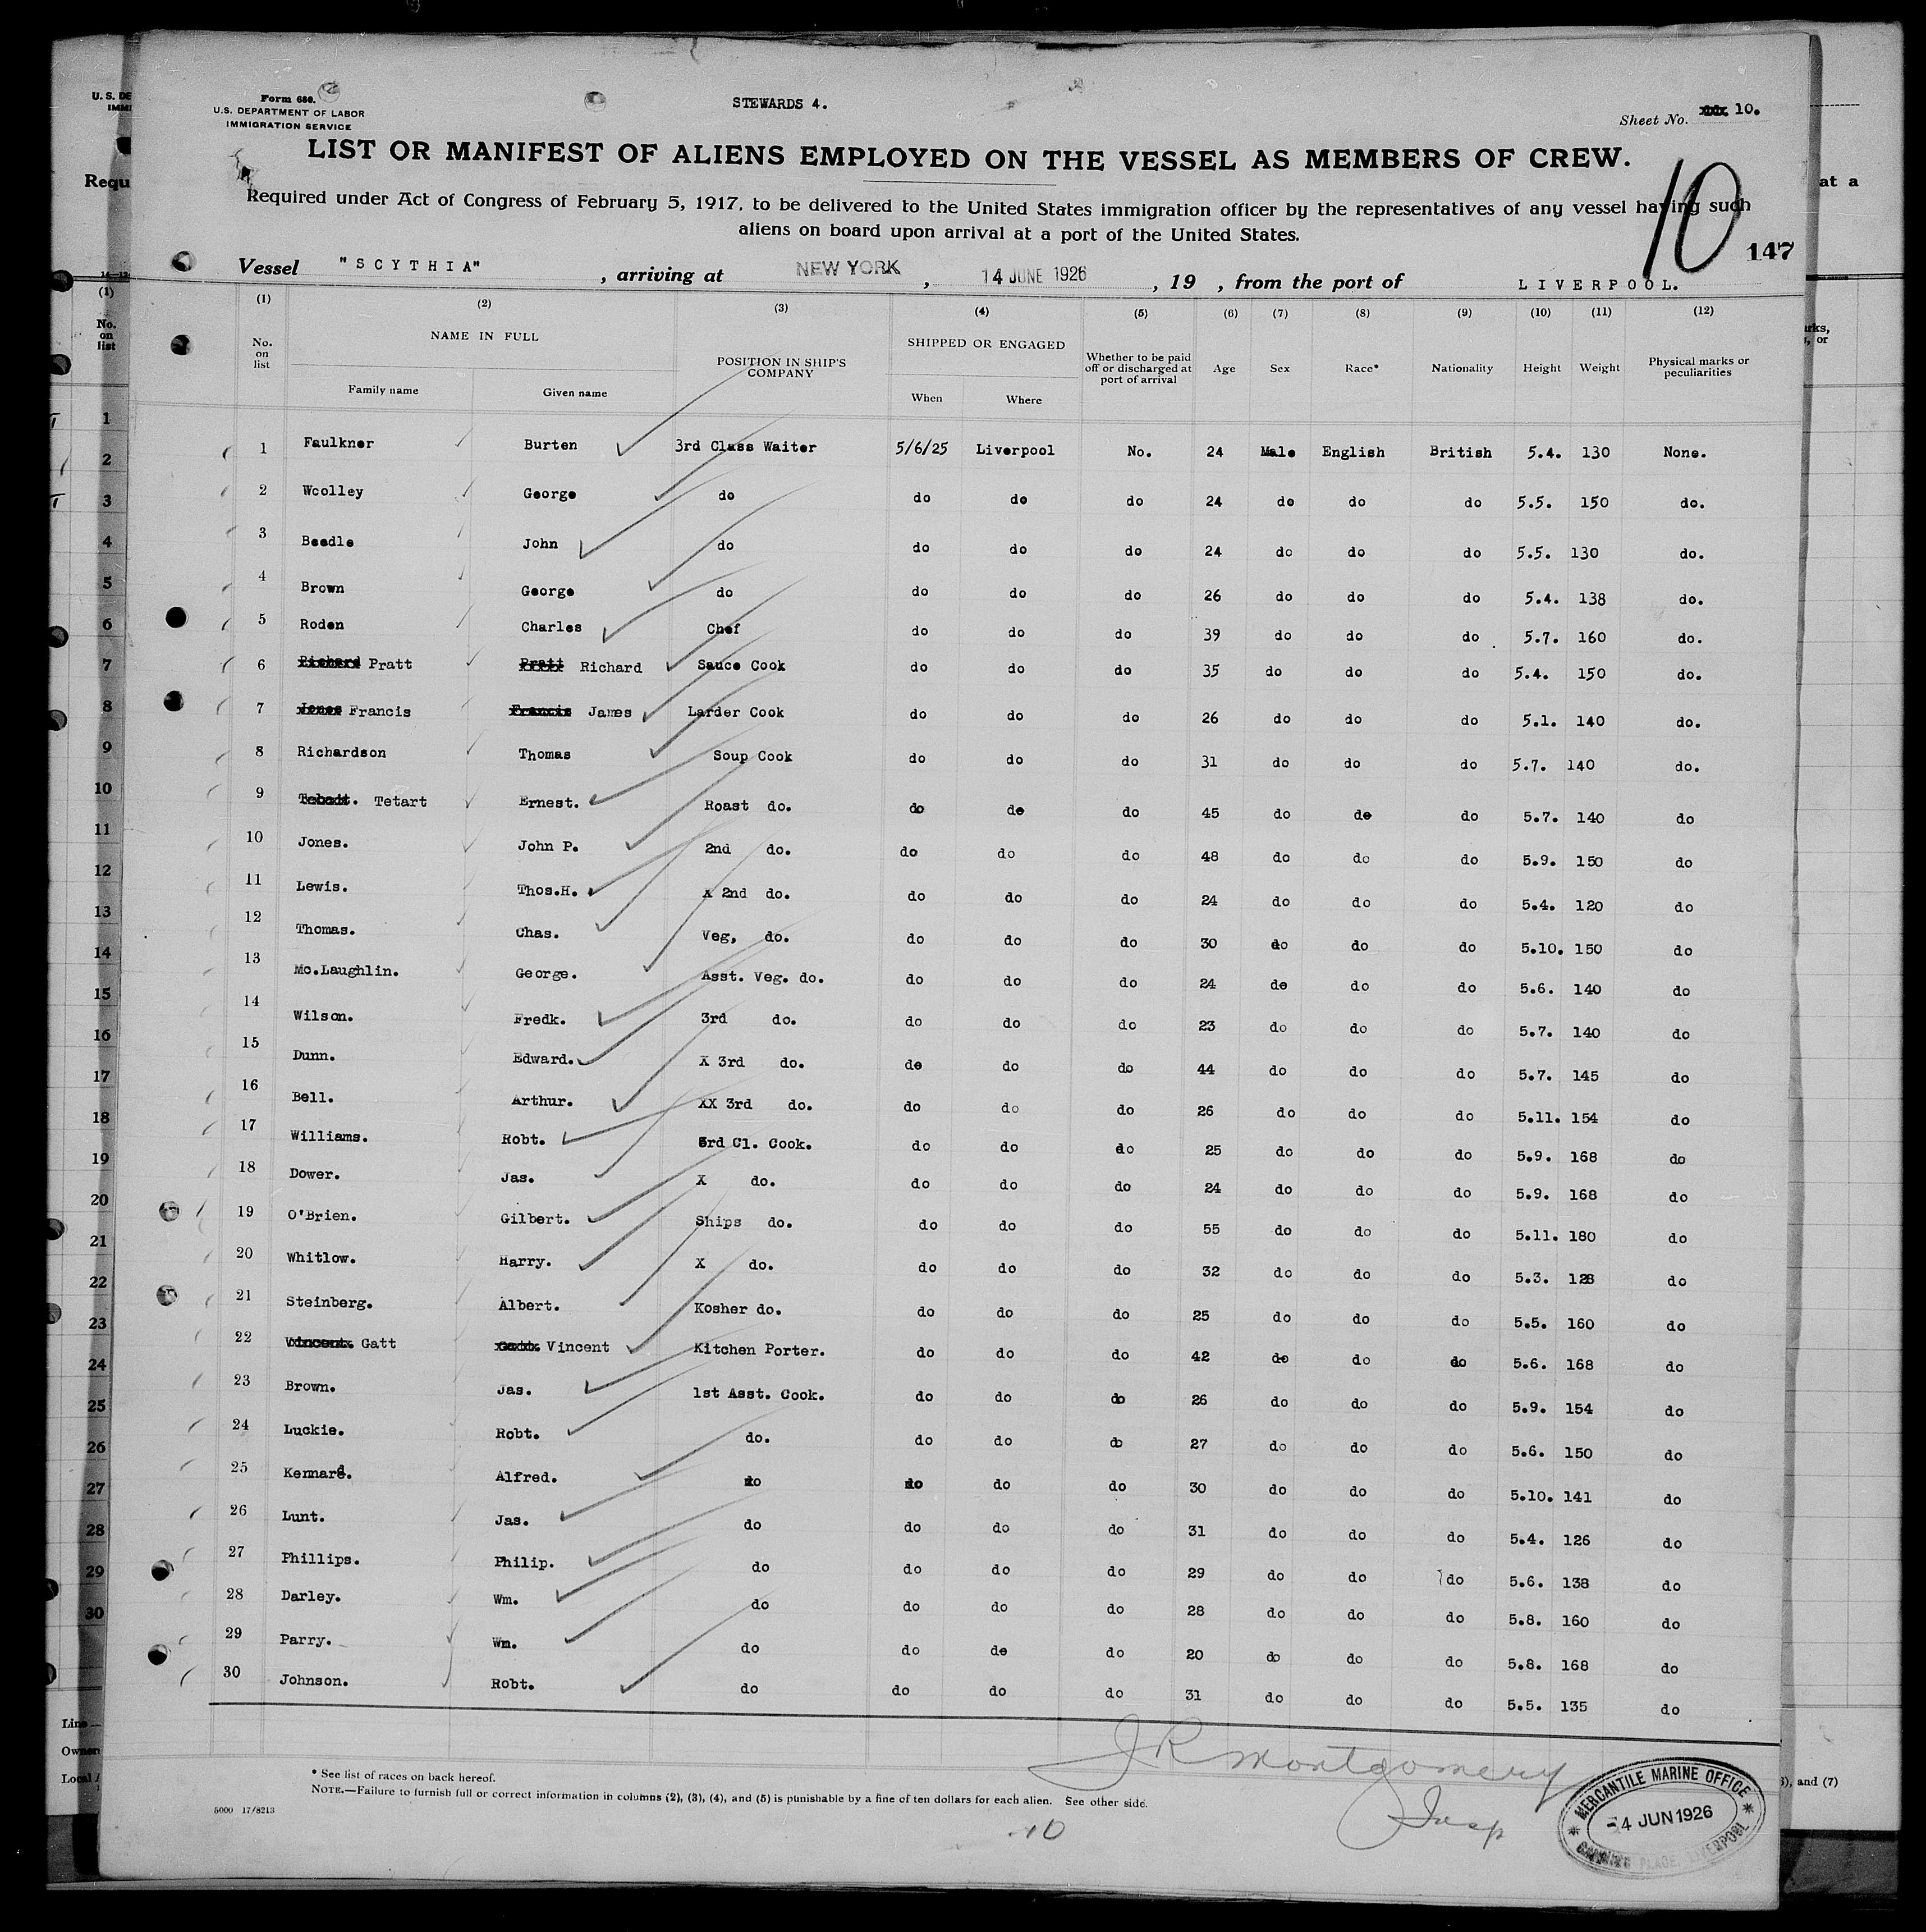 Form 680.
U.S. DEPARTMENT OF LABOR
IMMIGRATION SERVICE
STEWARDS 4.
Sheet No. 10.
LIST OR MANIFEST OF ALIENS EMPLOYED ON THE VESSEL AS MEMBERS OF CREW.
Required under Act of Congress of February 5, 1917, to be delivered to the United States immigration officer by the representatives of any vessel having such
aliens on board upon arrival at a port of the United States.
10
147
Vessel "SCYTHIA", arriving at NEW YORK, 14 JUNE 1926, 19 , from the port of LIVERPOOL.
(1) (2) (3) (4) (5) (6) (7) (8) (9) (10) (11) (12)
No. on list NAME IN FULL POSITION IN SHIP'S COMPANY SHIPPED OR ENGAGED Whether to be paid off or discharged at port of arrival Age Sex Race* Nationality Height Weight Physical marks or peculiarities
Family name Given name When Where
1 Faulkner Burten 3rd Class Waiter 5/6/25 Liverpool No. 24 Male English British 5.4. 130 None.
2 Woolley George do do do do 24 do do do 5.5. 150 do.
3 Beedle John do do do do 24 do do do 5.5. 130 do.
4 Brown George do do do do 26 do do do 5.4. 138 do.
5 Roden Charles Chef do do do 39 do do do 5.7. 160 do.
6 Richard Pratt Pratt Richard Sauce Cook do do do 35 do do do 5.4. 150 do.
7 James Francis Francis James Larder Cook do do do 26 do do do 5.1. 140 do.
8 Richardson Thomas Soup Cook do do do 31 do do do 5.7. 140 do.
9 Tetart Ernest. Roast do. do do do 45 do do do 5.7. 140 do
10 Jones. John P. 2nd do. do do do 48 do do do 5.9. 150 do
11 Lewis. Thos.H. X 2nd do. do do do 24 do do do 5.4. 120 do
12 Thomas. Chas. Veg, do. do do do 30 do do do 5.10. 150 do
13 Mc.Laughlin. George. Asst. Veg. do. do do do 24 do do do 5.6. 140 do
14 Wilson. Fredk. 3rd do. do do do 23 do do do 5.7. 140 do
15 Dunn. Edward. X 3rd do. do do do 44 do do do 5.7. 145 do
16 Bell. Arthur. XX 3rd do. do do do 26 do do do 5.11. 154 do
17 Williams. Robt. 3rd Cl. Cook. do do do 25 do do do 5.9. 168 do
18 Dower. Jas. X do. do do do 24 do do do 5.9. 168 do
19 O'Brien. Gilbert. Ships do. do do do 55 do do do 5.11. 180 do
20 Whitlow. Harry. X do. do do do 32 do do do 5.3. 128 do
21 Steinberg. Albert. Kosher do. do do do 25 do do do 5.5. 160 do
22 Vincent. Gatt Gatt. Vincent Kitchen Porter. do do do 42 do do do 5.6. 168 do
23 Brown. Jas. 1st Asst. Cook. do do do 26 do do do 5.9. 154 do
24 Luckie. Robt. do. do do do 27 do do do 5.6. 150 do
25 Kennard. Alfred. do do do do 30 do do do 5.10. 141 do
26 Lunt. Jas. do do do do 31 do do do 5.4. 126 do
27 Phillips. Philip. do do do do 29 do do do 5.6. 138 do
28 Darley. Wm. do do do do 28 do do do 5.8. 160 do
29 Parry. Wm. do do do do 20 do do do 5.8. 168 do
30 Johnson. Robt. do do do do 31 do do do 5.5. 135 do
J R Montgomery
Insp
* See list of races on back hereof.
NOTE.—Failure to furnish full or correct information in columns (2), (3), (4), and (5) is punishable by a fine of ten dollars for each alien. See other side.
5000 17/8213
10
MERCANTILE MARINE OFFICE
-4 JUN 1926
CANNING PLACE, LIVERPOOL